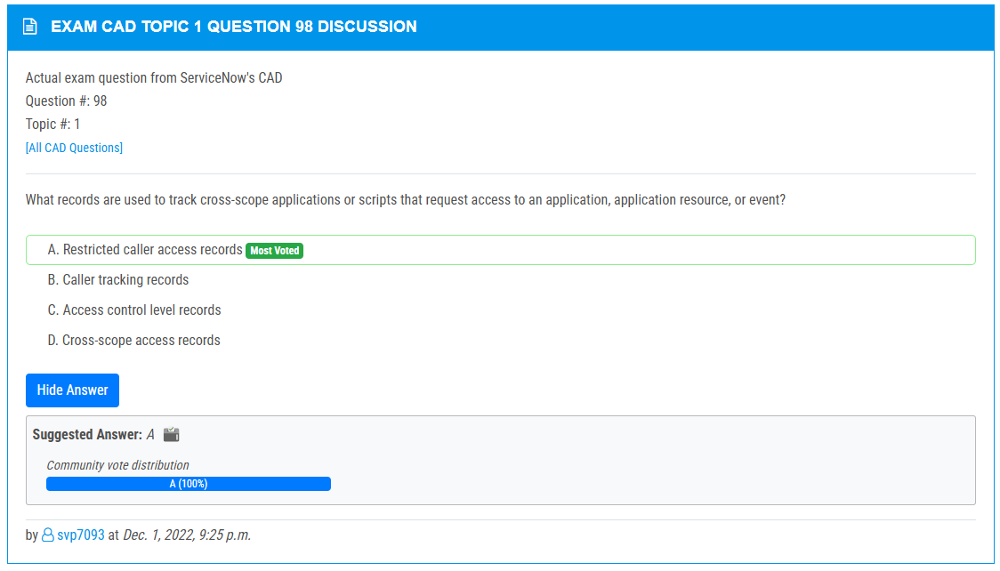 EXAM CAD TOPIC 1 QUESTION 98 DISCUSSION
Actual exam question from ServiceNow's CAD
Question #: 98
Topic #: 1
[All CAD Questions]
What records are used to track cross-scope applications or scripts that request access to an application, application resource, or event?
A. Restricted caller access records Most Voted
B. Caller tracking records
C. Access control level records
D. Cross-scope access records
Hide Answer
Suggested Answer: A
Community vote distribution
A (100%)
by svp7093 at Dec. 1, 2022, 9:25 p.m.